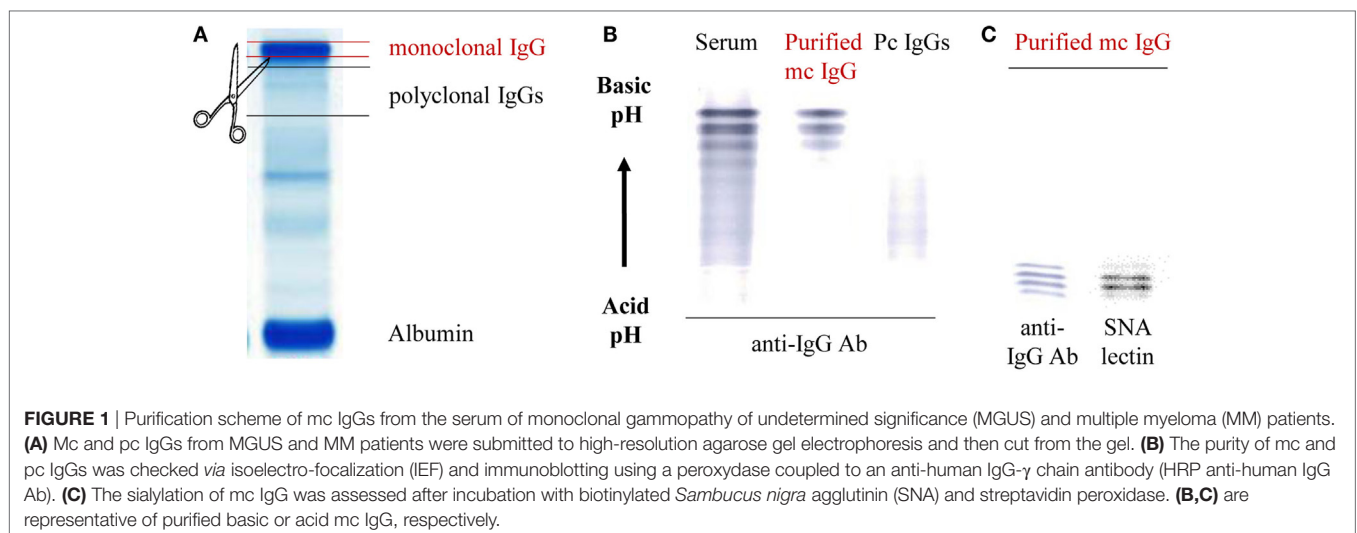 A
monoclonal IgG
polyclonal IgGs
Albumin
B
Serum
Purified
mc IgG
Pc IgGs
Basic
pH
Acid
pH
anti-IgG Ab
C
Purified mc IgG
anti-
IgG Ab
SNA
lectin
FIGURE 1 | Purification scheme of mc IgGs from the serum of monoclonal gammopathy of undetermined significance (MGUS) and multiple myeloma (MM) patients.
(A) Mc and pc IgGs from MGUS and MM patients were submitted to high-resolution agarose gel electrophoresis and then cut from the gel. (B) The purity of mc and
pc IgGs was checked via isoelectro-focalization (IEF) and immunoblotting using a peroxydase coupled to an anti-human IgG-γ chain antibody (HRP anti-human IgG
Ab). (C) The sialylation of mc IgG was assessed after incubation with biotinylated Sambucus nigra agglutinin (SNA) and streptavidin peroxidase. (B,C) are
representative of purified basic or acid mc IgG, respectively.